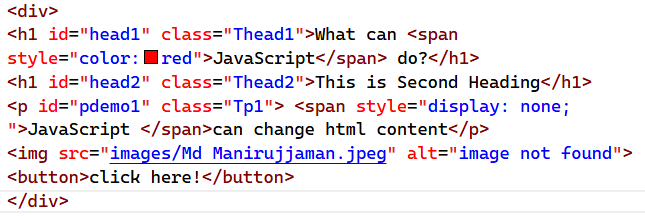 <div>
<h1 id="head1" class="Thead1">What can <span
style="color:red">JavaScript</span> do?</h1>
<h1 id="head2" class="Thead2">This is Second Heading</h1>
<p id="pdemo1" class="Tp1"> <span style="display: none;
">JavaScript </span>can change html content</p>
<img src="images/Md Manirujjaman.jpeg" alt="image not found">
<button>click here!</button>
</div>